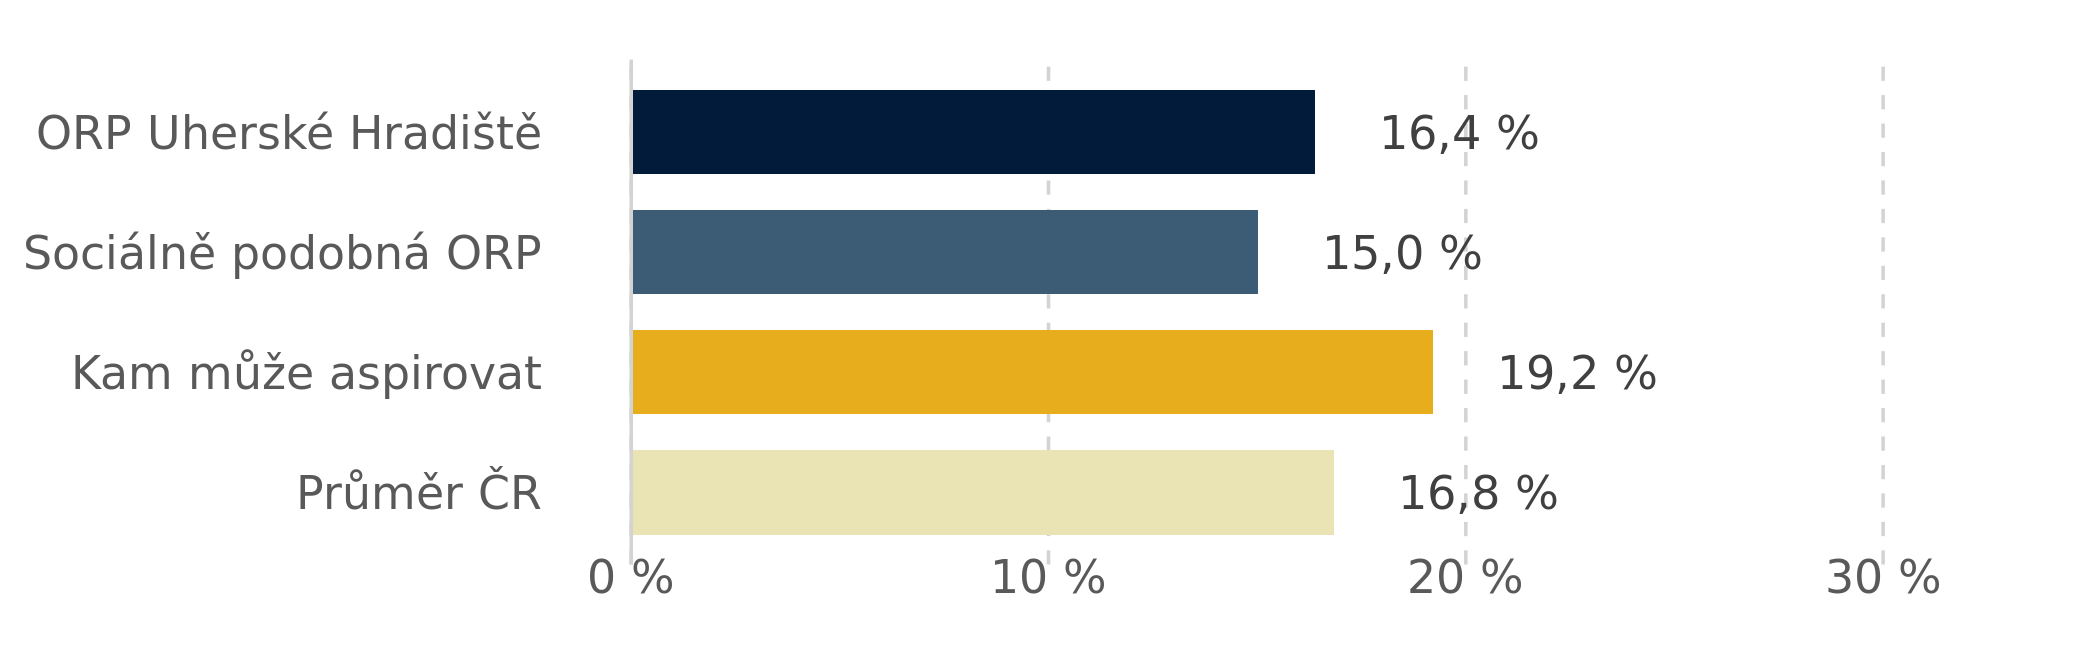 ORP Uherské Hradiště 16,4 %
Sociálně podobná ORP 15,0 %
Kam může aspirovat 19,2 %
Průměr ČR 16,8 %
0 % 10 % 20 % 30 %